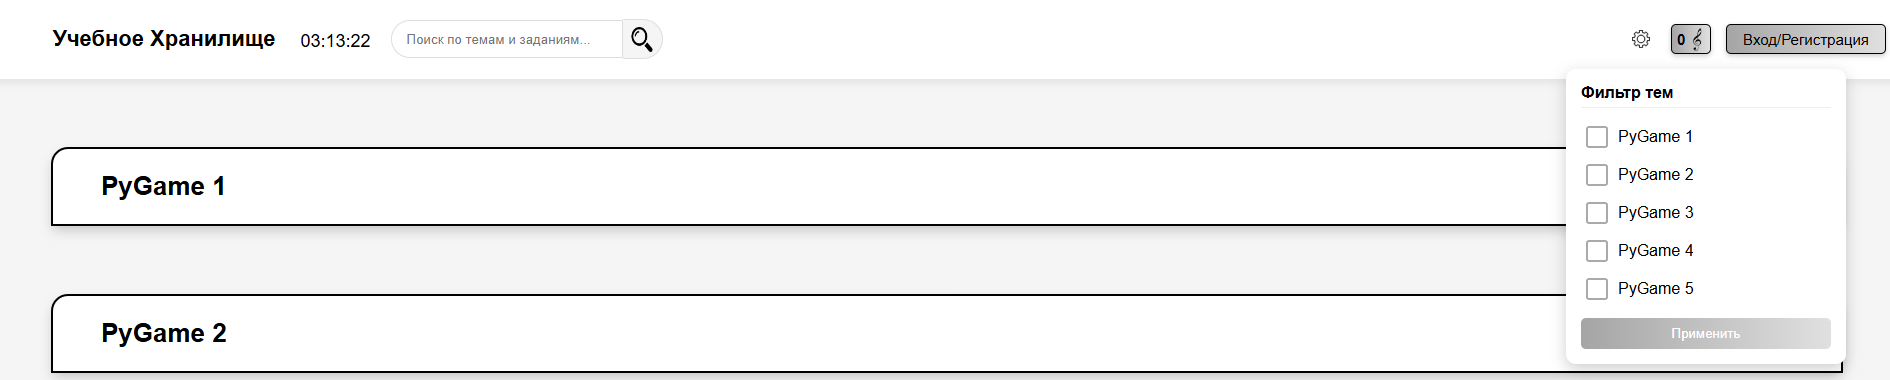 Учебное Хранилище
03:13:22
Поиск по темам и заданиям...
0
Вход/Регистрация
Фильтр тем
PyGame 1
PyGame 2
PyGame 3
PyGame 4
PyGame 5
Применить
PyGame 1
PyGame 2